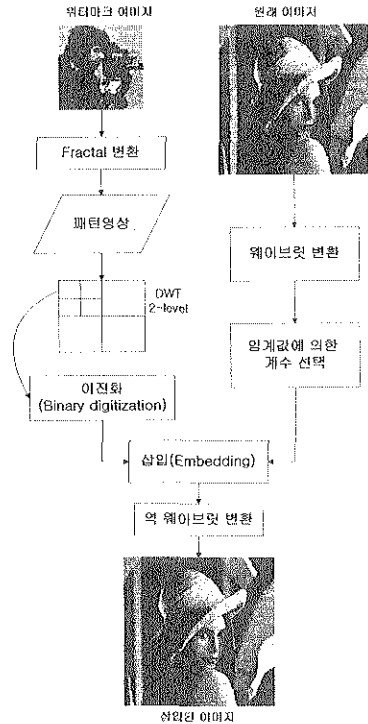 워터마크 이미지
원래 이미지
Fractal 변환
패턴영상
DWT
2-level
웨이브릿 변환
이진화
(Binary digitization)
임계값에 의한
계수 선택
삽입(Embedding)
역 웨이브릿 변환
삽입된 이미지